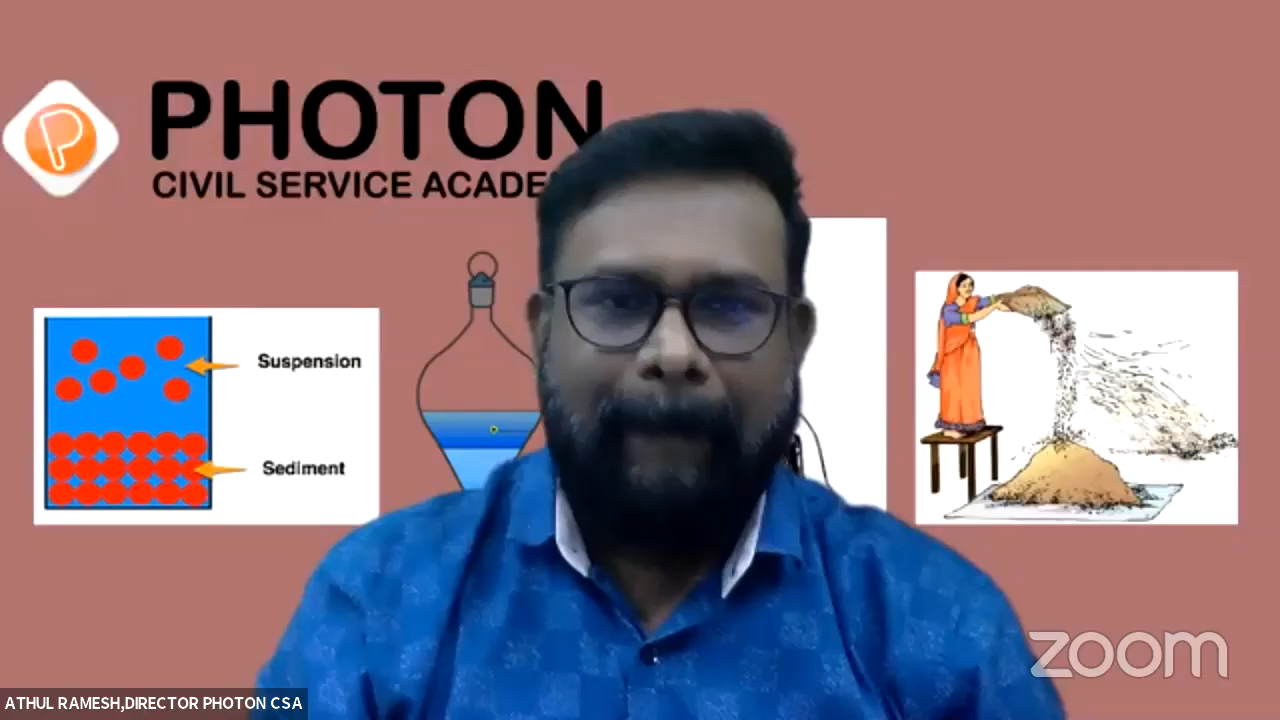 PHOTON
CIVIL SERVICE ACADE
Suspension
Sediment
zoom
ATHUL RAMESH,DIRECTOR PHOTON CSA